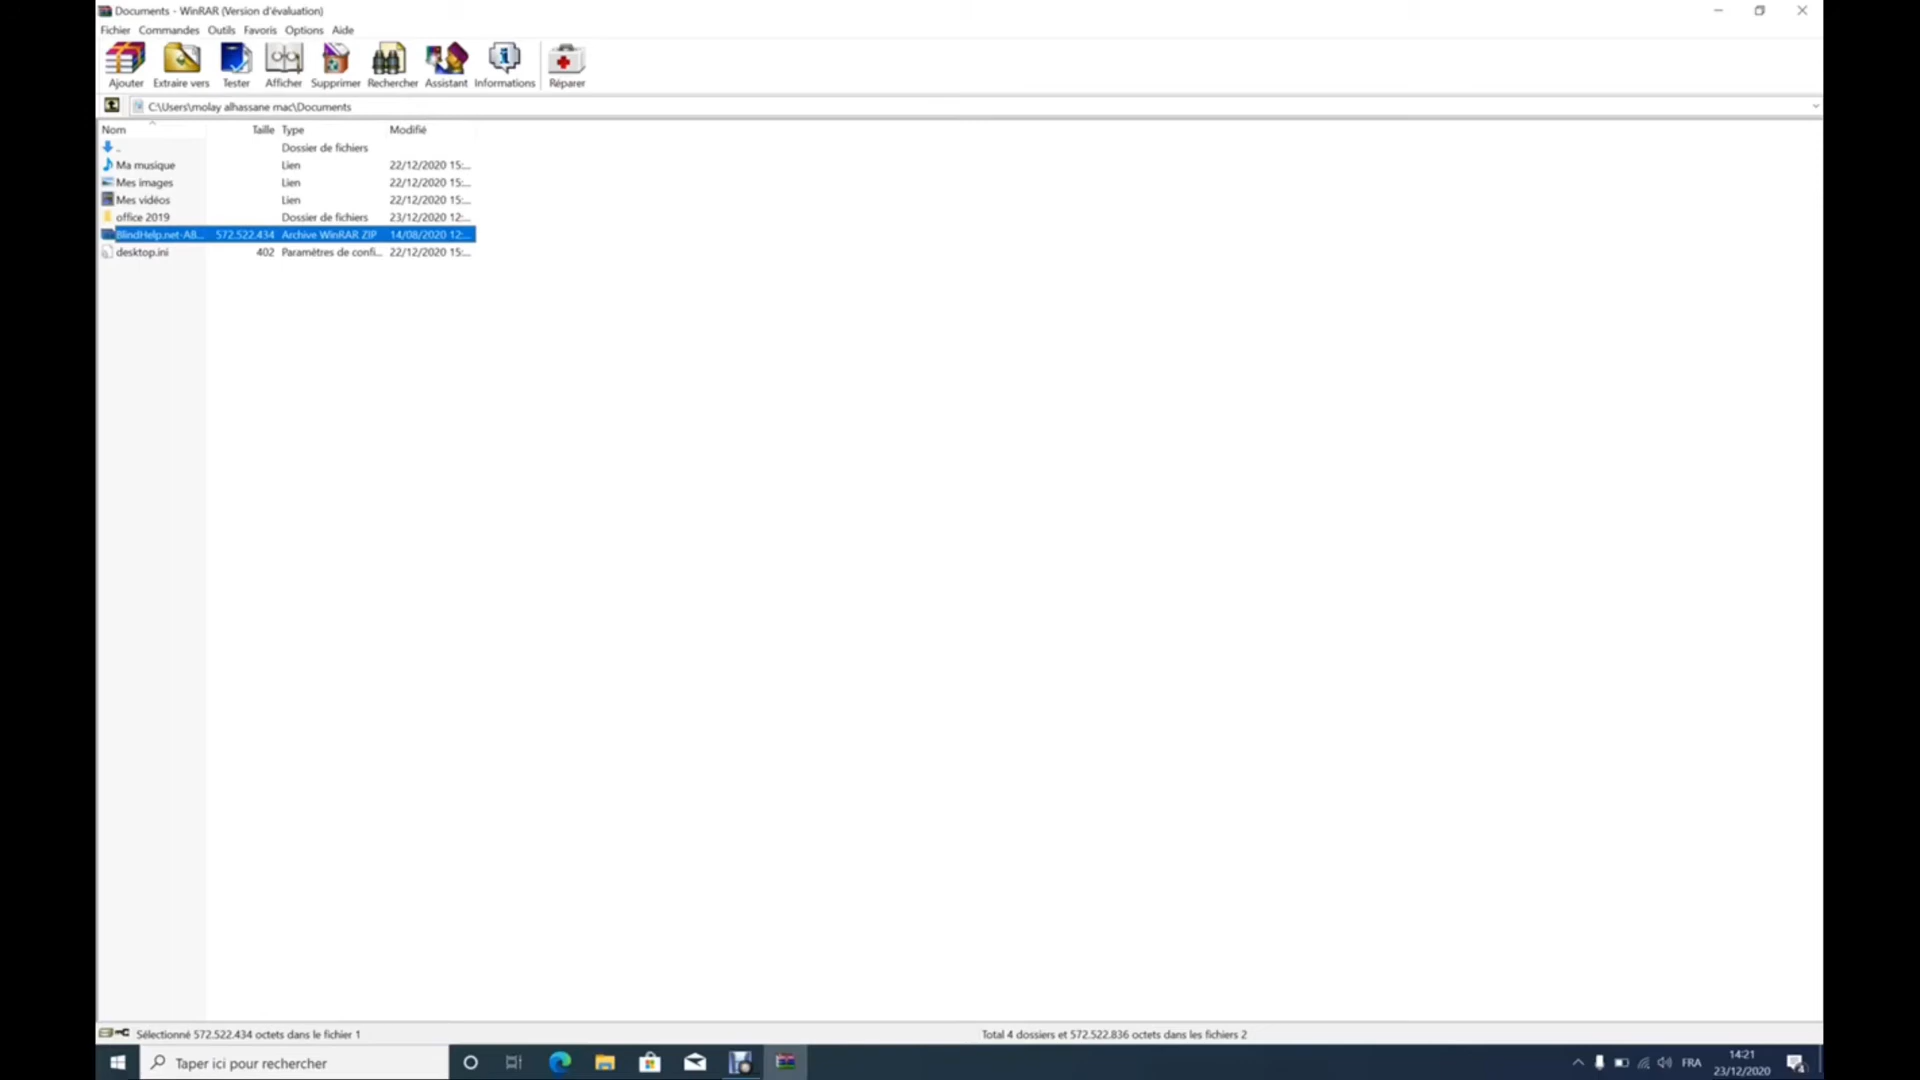 Documents - WinRAR (Version d'évaluation)
Fichier Commandes Outils Favoris Options Aide
Ajouter Extraire vers Tester Afficher Supprimer Rechercher Assistant Informations Réparer
C:\Users\molay alhassane mac\Documents
Nom Taille Type Modifié
.. Dossier de fichiers
Ma musique Lien 22/12/2020 15:...
Mes images Lien 22/12/2020 15:...
Mes vidéos Lien 22/12/2020 15:...
office 2019 Dossier de fichiers 23/12/2020 12:...
BlindHelp.net-AB... 572.522.434 Archive WinRAR ZIP 14/08/2020 12:...
desktop.ini 402 Paramètres de confi... 22/12/2020 15:...
Sélectionné 572.522.434 octets dans le fichier 1 Total 4 dossiers et 572.522.836 octets dans les fichiers 2
Taper ici pour rechercher FRA 14:21
23/12/2020